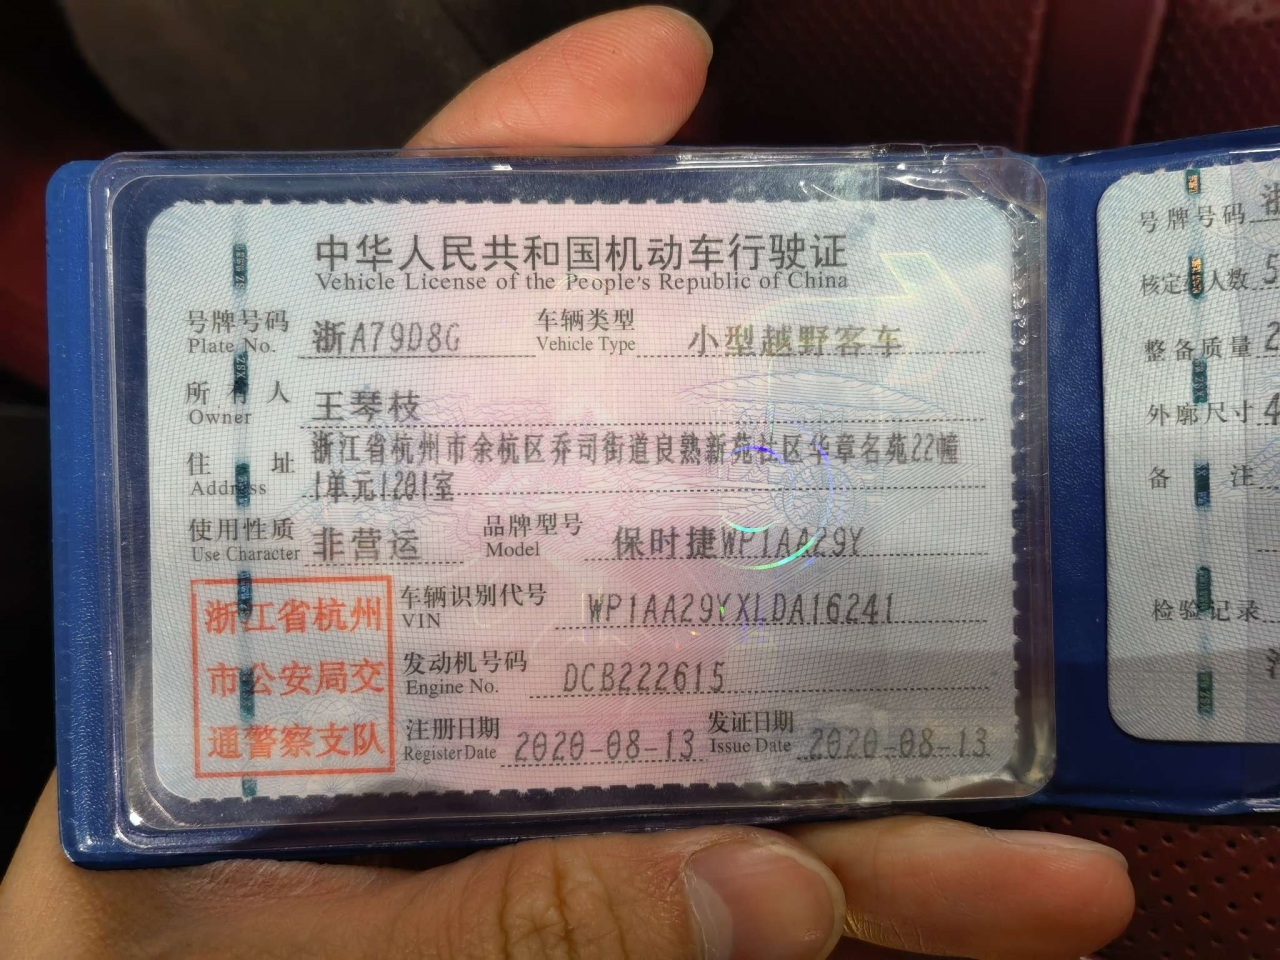 中华人民共和国机动车行驶证
Vehicle License of the People's Republic of China
号牌号码 浙A79D8G 车辆类型 小型越野客车
Plate No. Vehicle Type
所有人 王琴枝
Owner
住址 浙江省杭州市余杭区乔司街道良熟新苑社区华章名苑22幢
Address 1单元1201室
使用性质 非营运 品牌型号 保时捷WP1AA29Y
Use Character Model
车辆识别代号 WP1AA29YXLDA16241
VIN
发动机号码 DCB222615
Engine No.
注册日期 2020-08-13 发证日期 2020-08-13
Register Date Issue Date
浙江省杭州
市公安局交
通警察支队
号牌号码 浙
核定载人数 5
整备质量 2
外廓尺寸 4
备注
检验记录